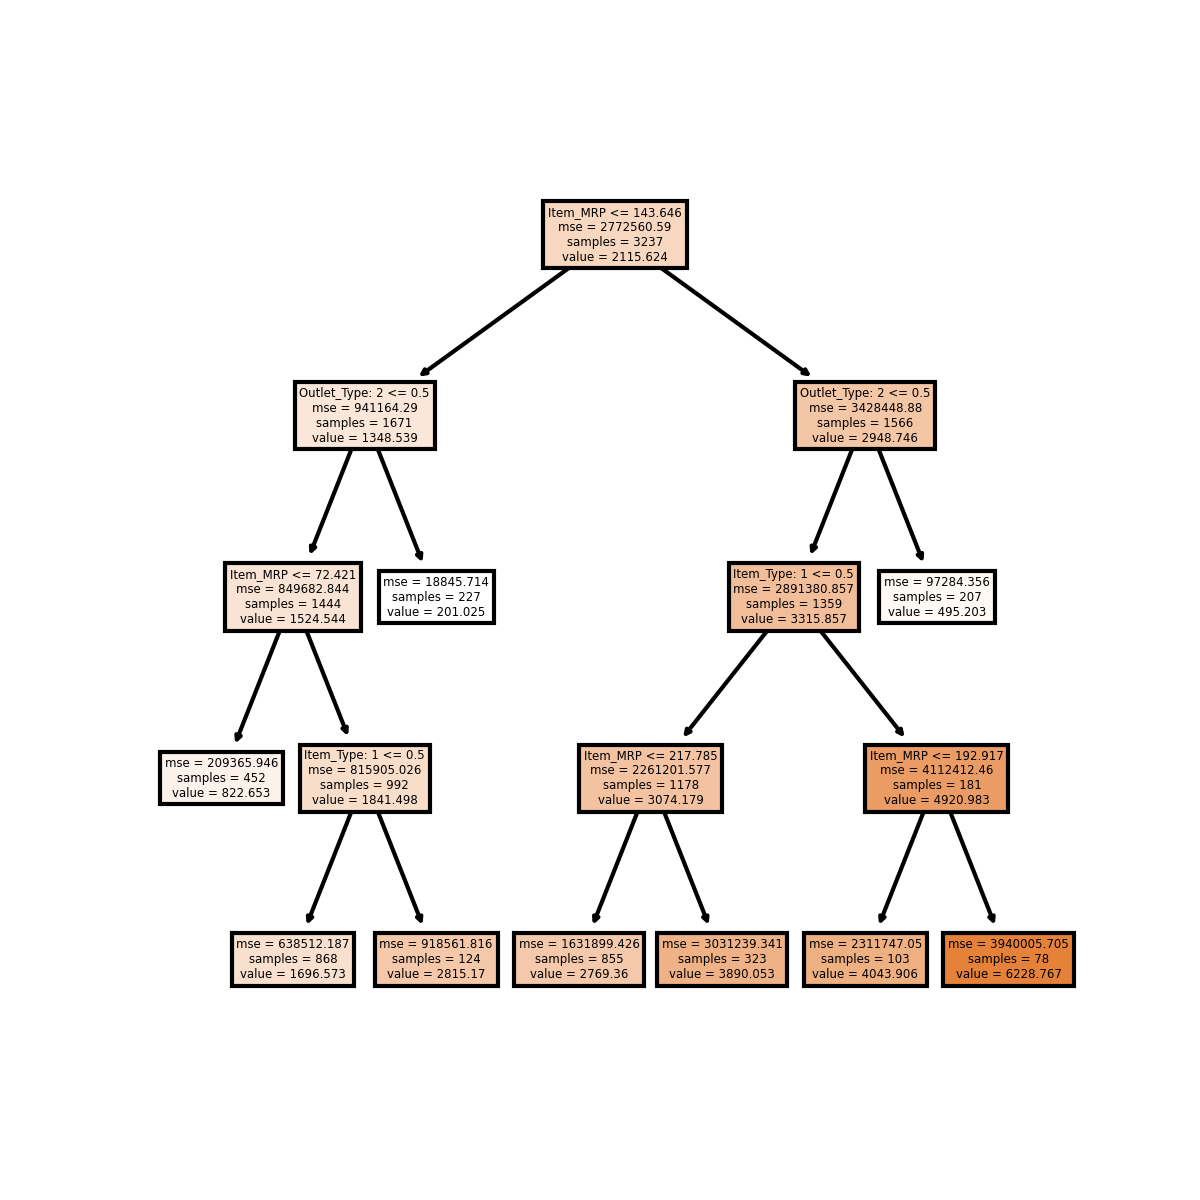 Item_MRP <= 143.646
mse = 2772560.59
samples = 3237
value = 2115.624
Outlet_Type: 2 <= 0.5
mse = 941164.29
samples = 1671
value = 1348.539
Outlet_Type: 2 <= 0.5
mse = 3428448.88
samples = 1566
value = 2948.746
Item_MRP <= 72.421
mse = 849682.844
samples = 1444
value = 1524.544
mse = 18845.714
samples = 227
value = 201.025
Item_Type: 1 <= 0.5
mse = 2891380.857
samples = 1359
value = 3315.857
mse = 97284.356
samples = 207
value = 495.203
mse = 209365.946
samples = 452
value = 822.653
Item_Type: 1 <= 0.5
mse = 815905.026
samples = 992
value = 1841.498
Item_MRP <= 217.785
mse = 2261201.577
samples = 1178
value = 3074.179
Item_MRP <= 192.917
mse = 4112412.46
samples = 181
value = 4920.983
mse = 638512.187
samples = 868
value = 1696.573
mse = 918561.816
samples = 124
value = 2815.17
mse = 1631899.426
samples = 855
value = 2769.36
mse = 3031239.341
samples = 323
value = 3890.053
mse = 2311747.05
samples = 103
value = 4043.906
mse = 3940005.705
samples = 78
value = 6228.767